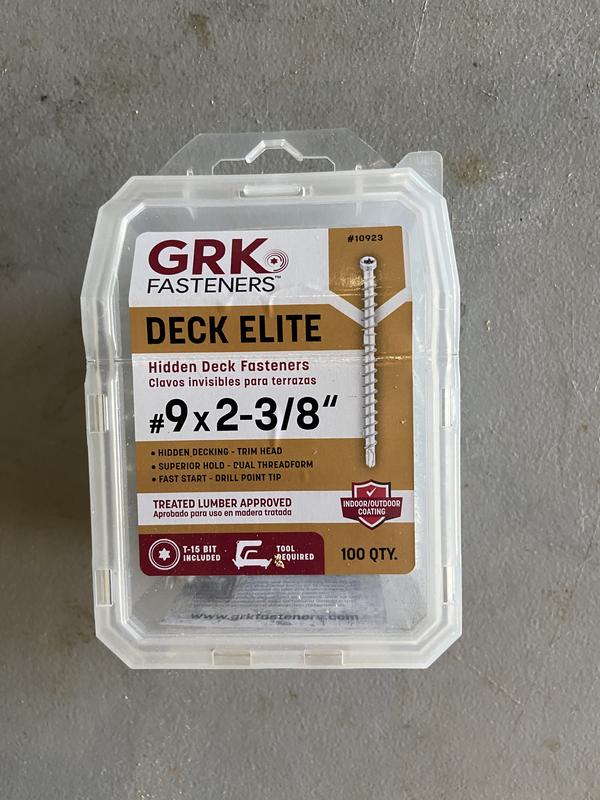 #10923
GRK
FASTENERS™
DECK ELITE
Hidden Deck Fasteners
Clavos invisibles para terrazas
#9 x 2-3/8"
• HIDDEN DECKING - TRIM HEAD
• SUPERIOR HOLD - DUAL THREADFORM
• FAST START - DRILL POINT TIP
TREATED LUMBER APPROVED
Aprobado para uso en madera tratada
INDOOR/OUTDOOR
COATING
T-15 BIT
INCLUDED
TOOL
REQUIRED
100 QTY.
www.grkfasteners.com